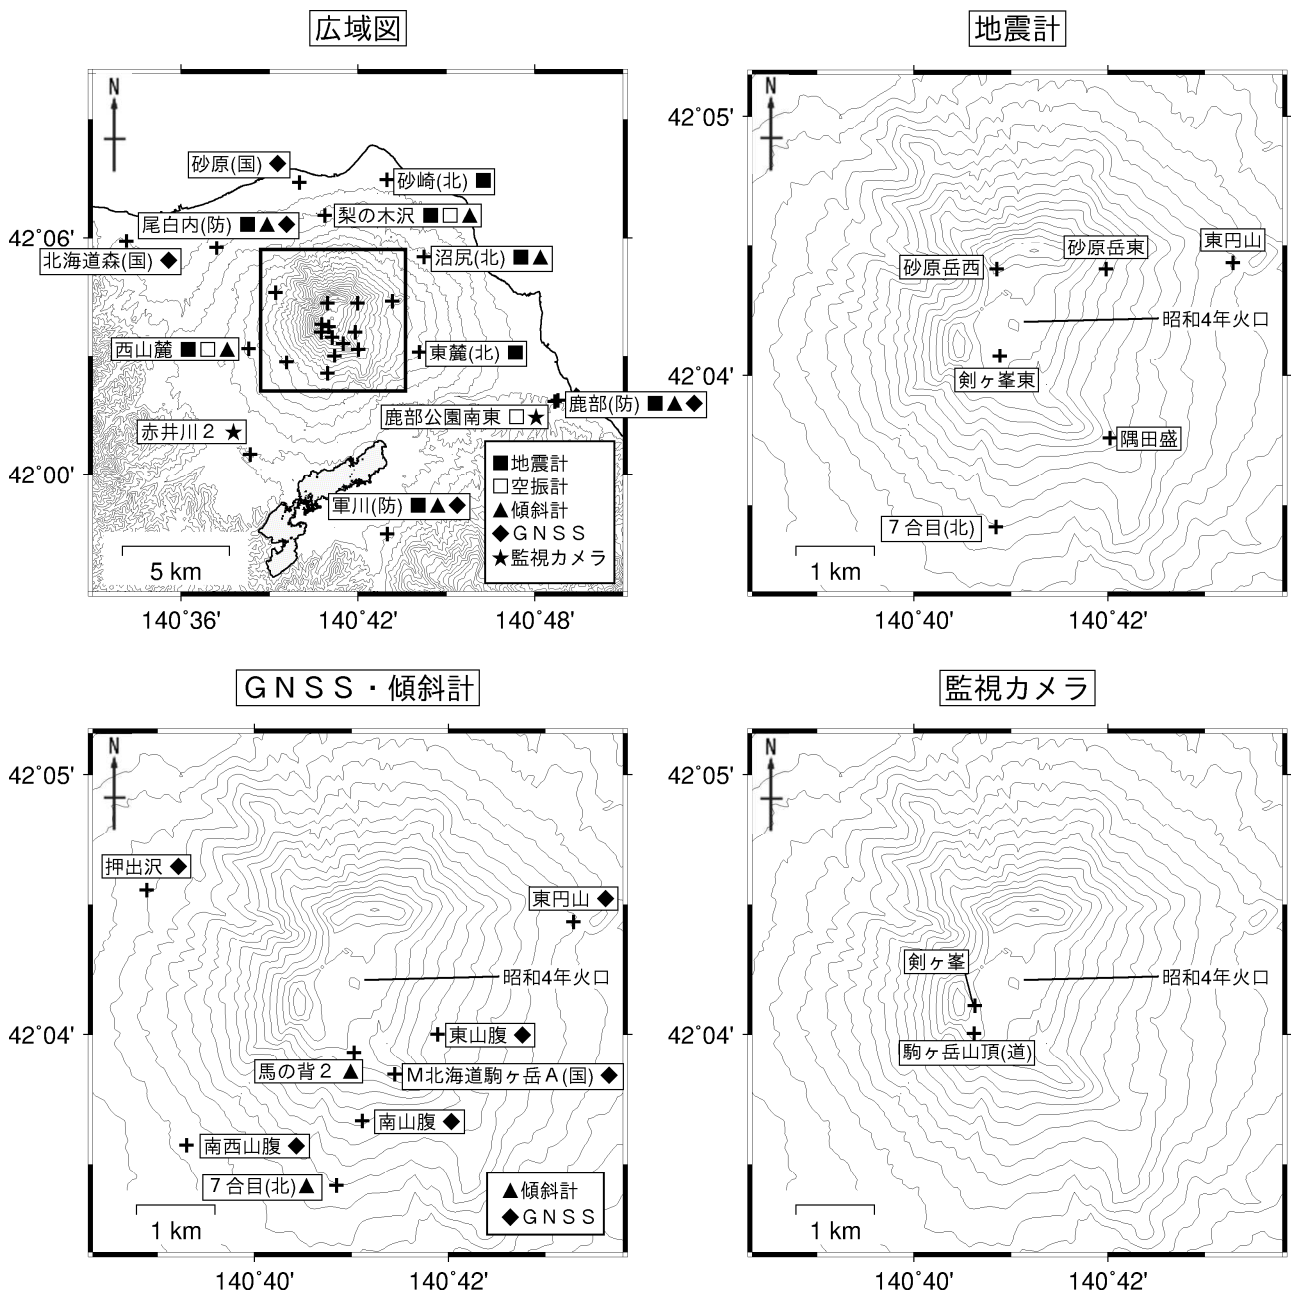 広域図
N
砂原(国) ◆
砂崎(北) ■
尾白内(防) ■▲◆
梨の木沢 ■□▲
42˚06'
北海道森(国) ◆
沼尻(北) ■▲
西山麓 ■□▲
東麓(北) ■
鹿部(防) ■▲◆
鹿部公園南東 □★
赤井川2 ★
42˚00'
軍川(防) ■▲◆
■地震計
□空振計
▲傾斜計
◆GNSS
★監視カメラ
5 km
140˚36'
140˚42'
140˚48'
地震計
N
42˚05'
東円山
砂原岳東
砂原岳西
昭和4年火口
42˚04'
剣ヶ峯東
隅田盛
7合目(北)
1 km
140˚40'
140˚42'
GNSS・傾斜計
N
42˚05'
押出沢 ◆
東円山 ◆
昭和4年火口
42˚04'
東山腹 ◆
馬の背2 ▲
M北海道駒ヶ岳A(国) ◆
南山腹 ◆
南西山腹 ◆
7合目(北)▲
▲傾斜計
◆GNSS
1 km
140˚40'
140˚42'
監視カメラ
N
42˚05'
剣ヶ峯
昭和4年火口
42˚04'
駒ヶ岳山頂(道)
1 km
140˚40'
140˚42'